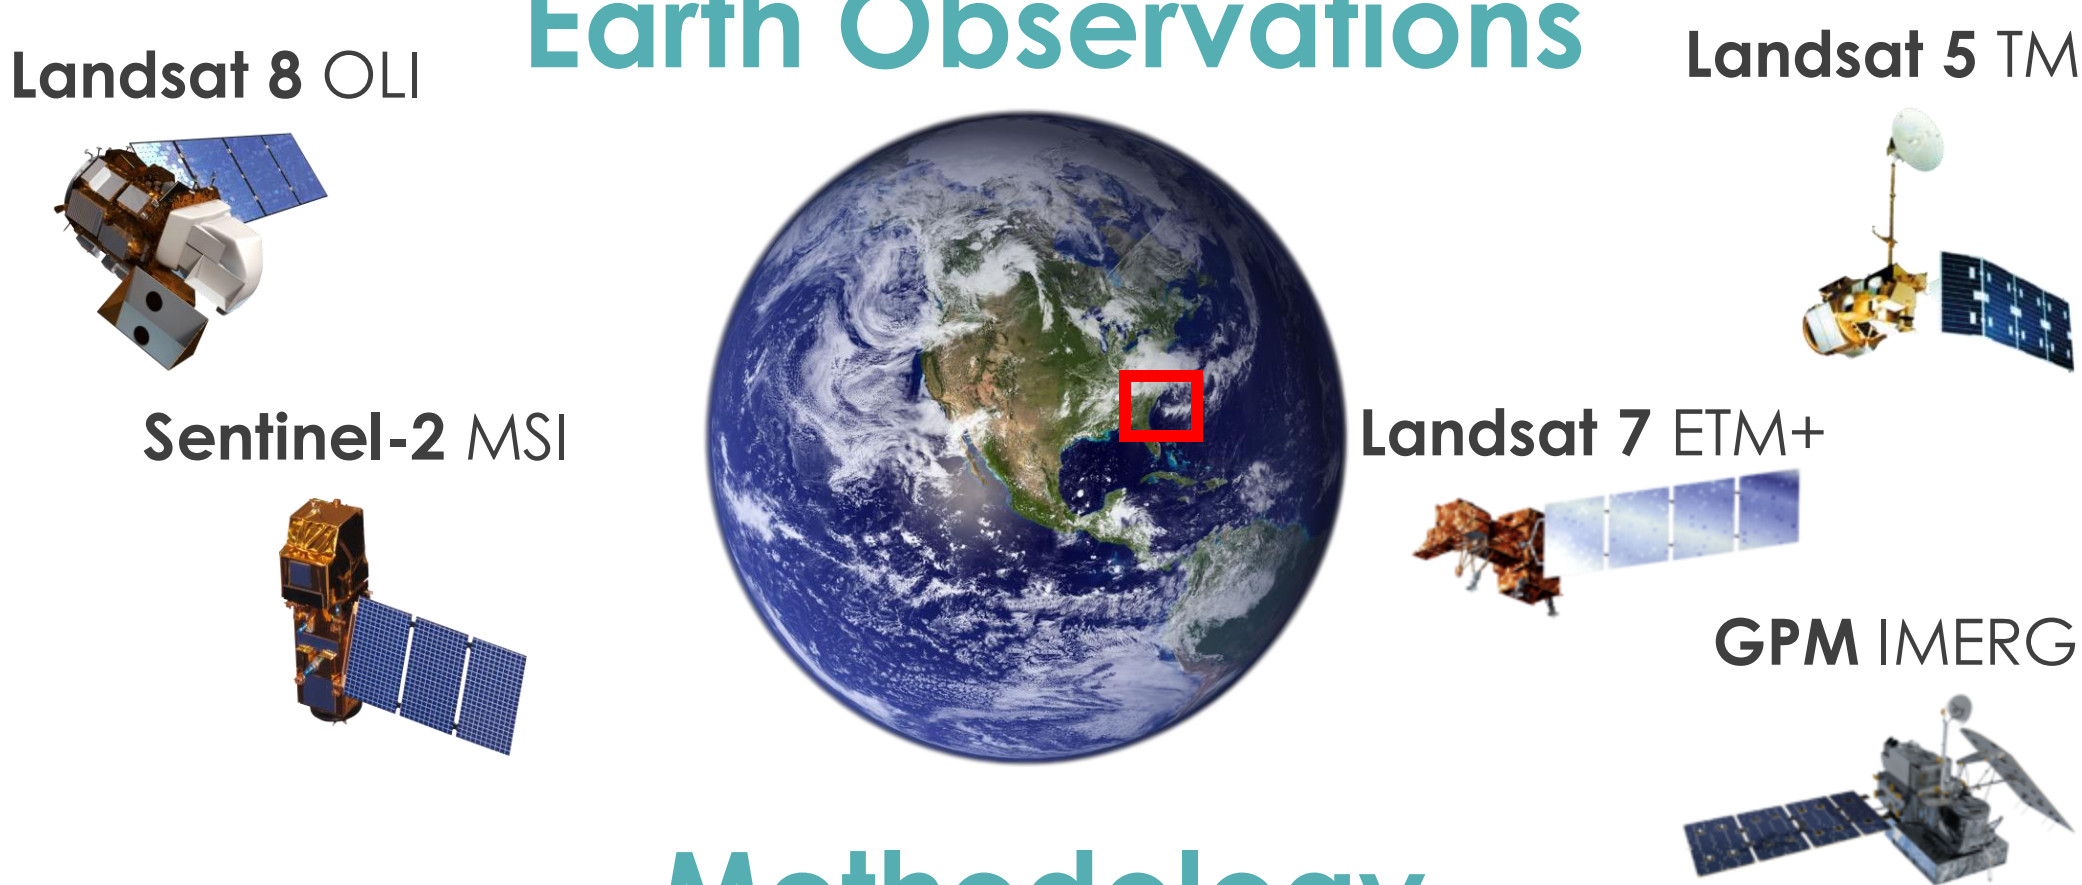 Earth Observations
Landsat 8 OLI
Landsat 5 TM
Sentinel-2 MSI
Landsat 7 ETM+
GPM IMERG
Methodology